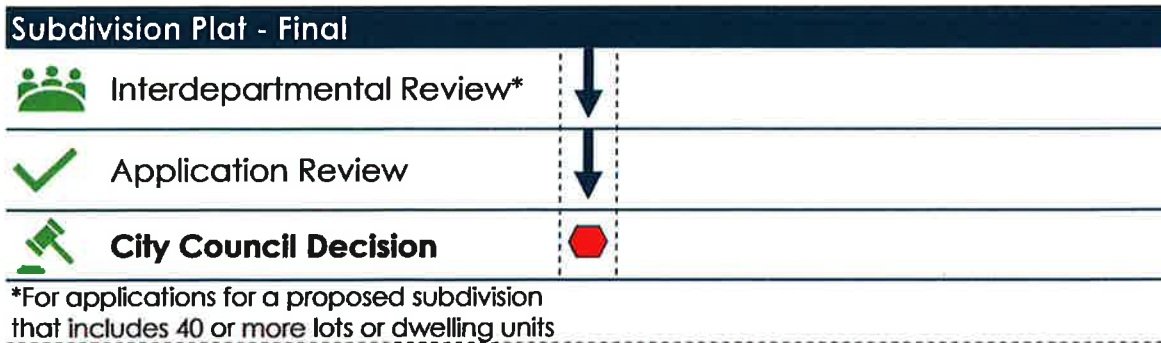 Subdivision Plat - Final
Interdepartmental Review*
Application Review
City Council Decision
*For applications for a proposed subdivision
that includes 40 or more lots or dwelling units